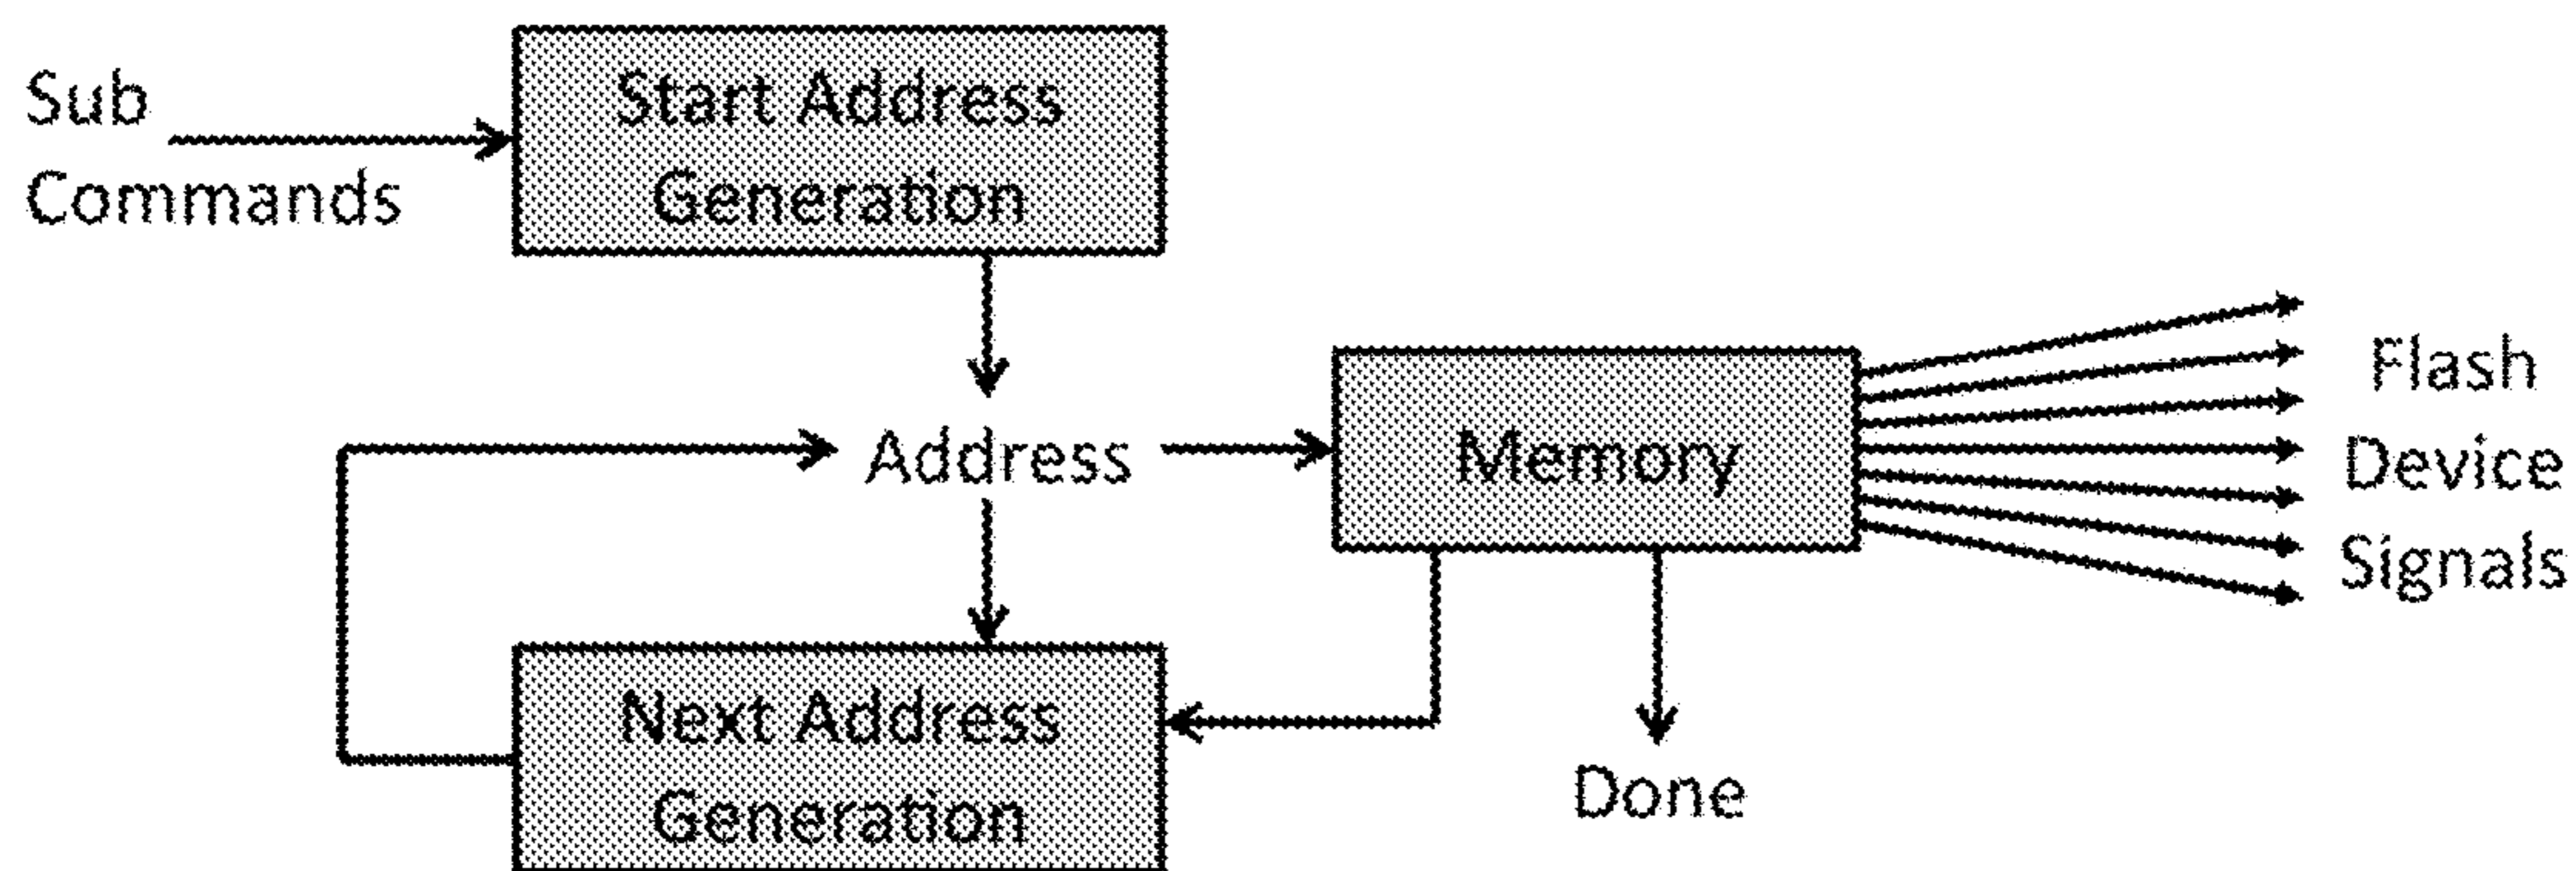 Sub
Commands
Start Address
Generation
Address
Memory
Flash
Device
Signals
Next Address
Generation
Done